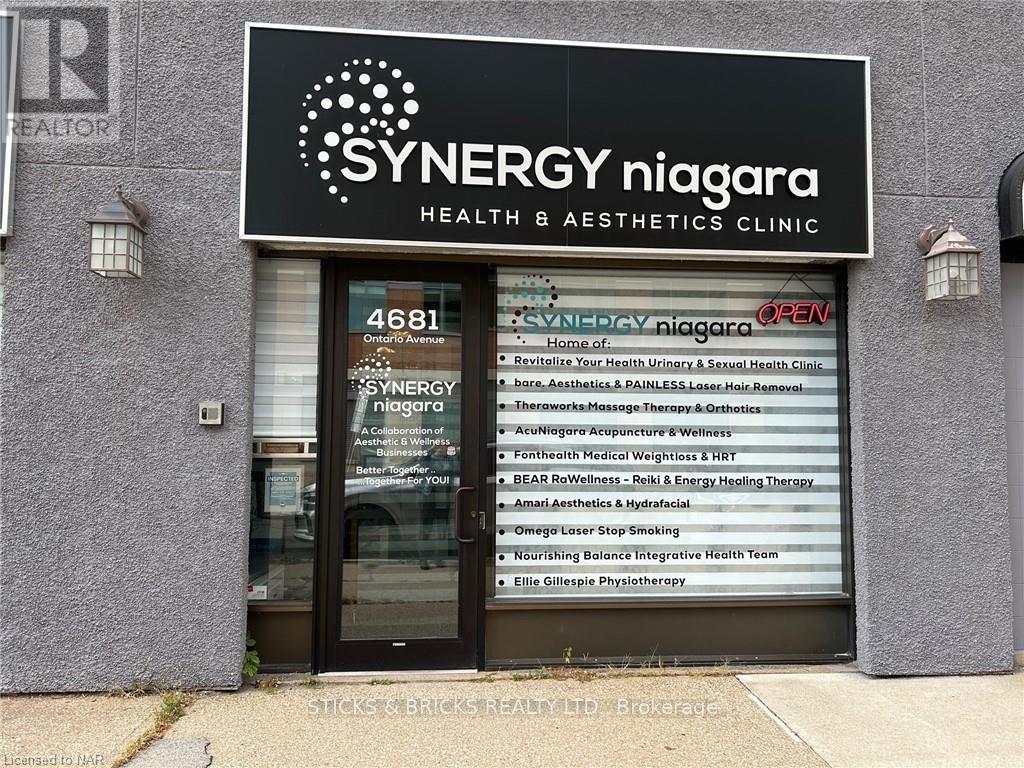 R
REALTOR
SYNERGY niagara
HEALTH & AESTHETICS CLINIC
4681
Ontario Avenue
SYNERGY
niagara
A Collaboration of
Aesthetic & Wellness
Businesses
Better Together ..
...Together For YOU!
INSPECTED
SYNERGY niagara
OPEN
Home of:
• Revitalize Your Health Urinary & Sexual Health Clinic
• bare. Aesthetics & PAINLESS Laser Hair Removal
• Theraworks Massage Therapy & Orthotics
• AcuNiagara Acupuncture & Wellness
• Fonthealth Medical Weightloss & HRT
• BEAR RaWellness - Reiki & Energy Healing Therapy
• Amari Aesthetics & Hydrafacial
• Omega Laser Stop Smoking
• Nourishing Balance Integrative Health Team
• Ellie Gillespie Physiotherapy
STICKS & BRICKS REALTY LTD., Brokerage
Licensed to NAR